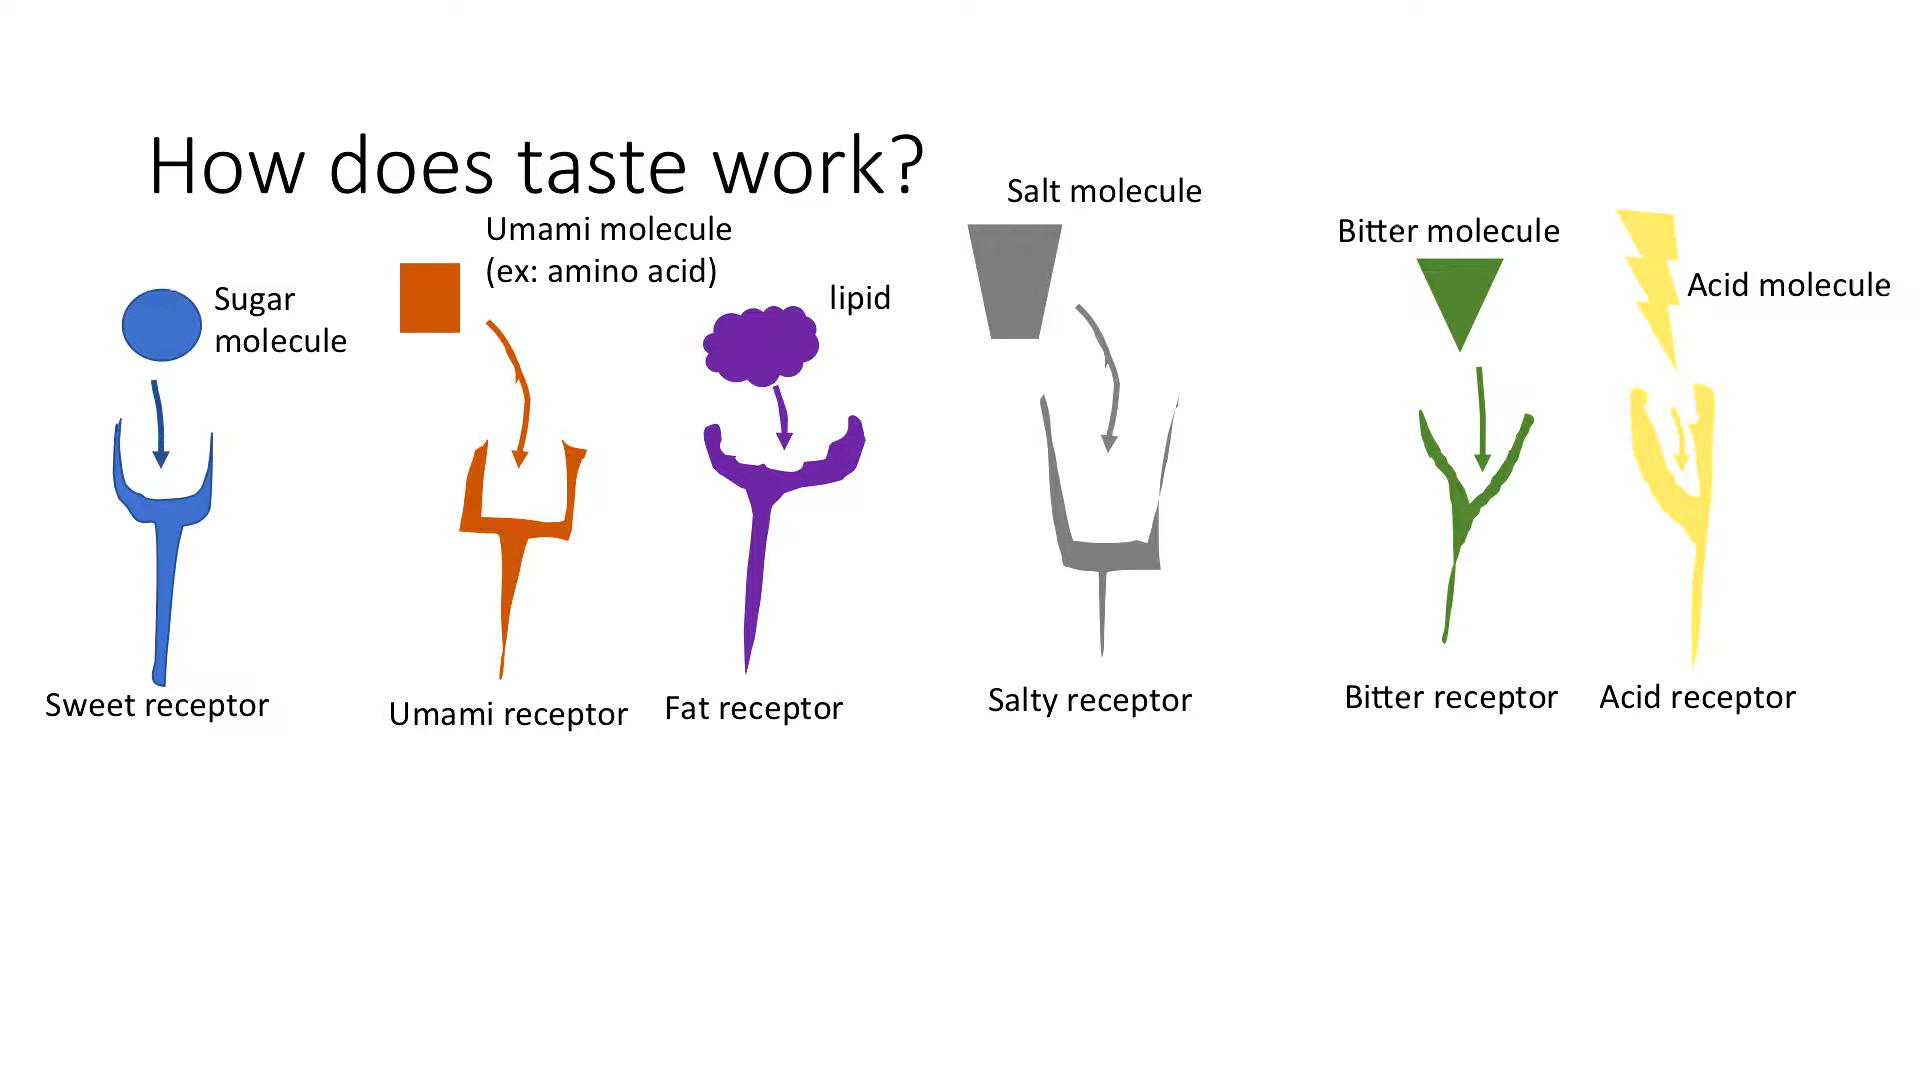 How does taste work?
Sugar
molecule
Umami molecule
(ex: amino acid)
lipid
Salt molecule
Bitter molecule
Acid molecule
Sweet receptor
Umami receptor
Fat receptor
Salty receptor
Bitter receptor
Acid receptor